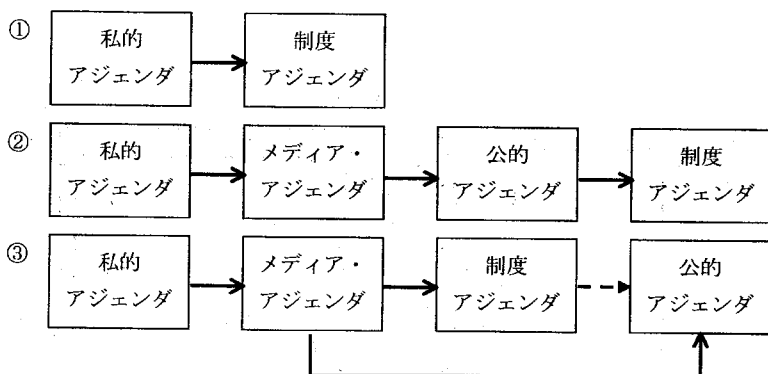 ①
私的
アジェンダ
制度
アジェンダ
②
私的
アジェンダ
メディア・
アジェンダ
公的
アジェンダ
制度
アジェンダ
③
私的
アジェンダ
メディア・
アジェンダ
制度
アジェンダ
公的
アジェンダ